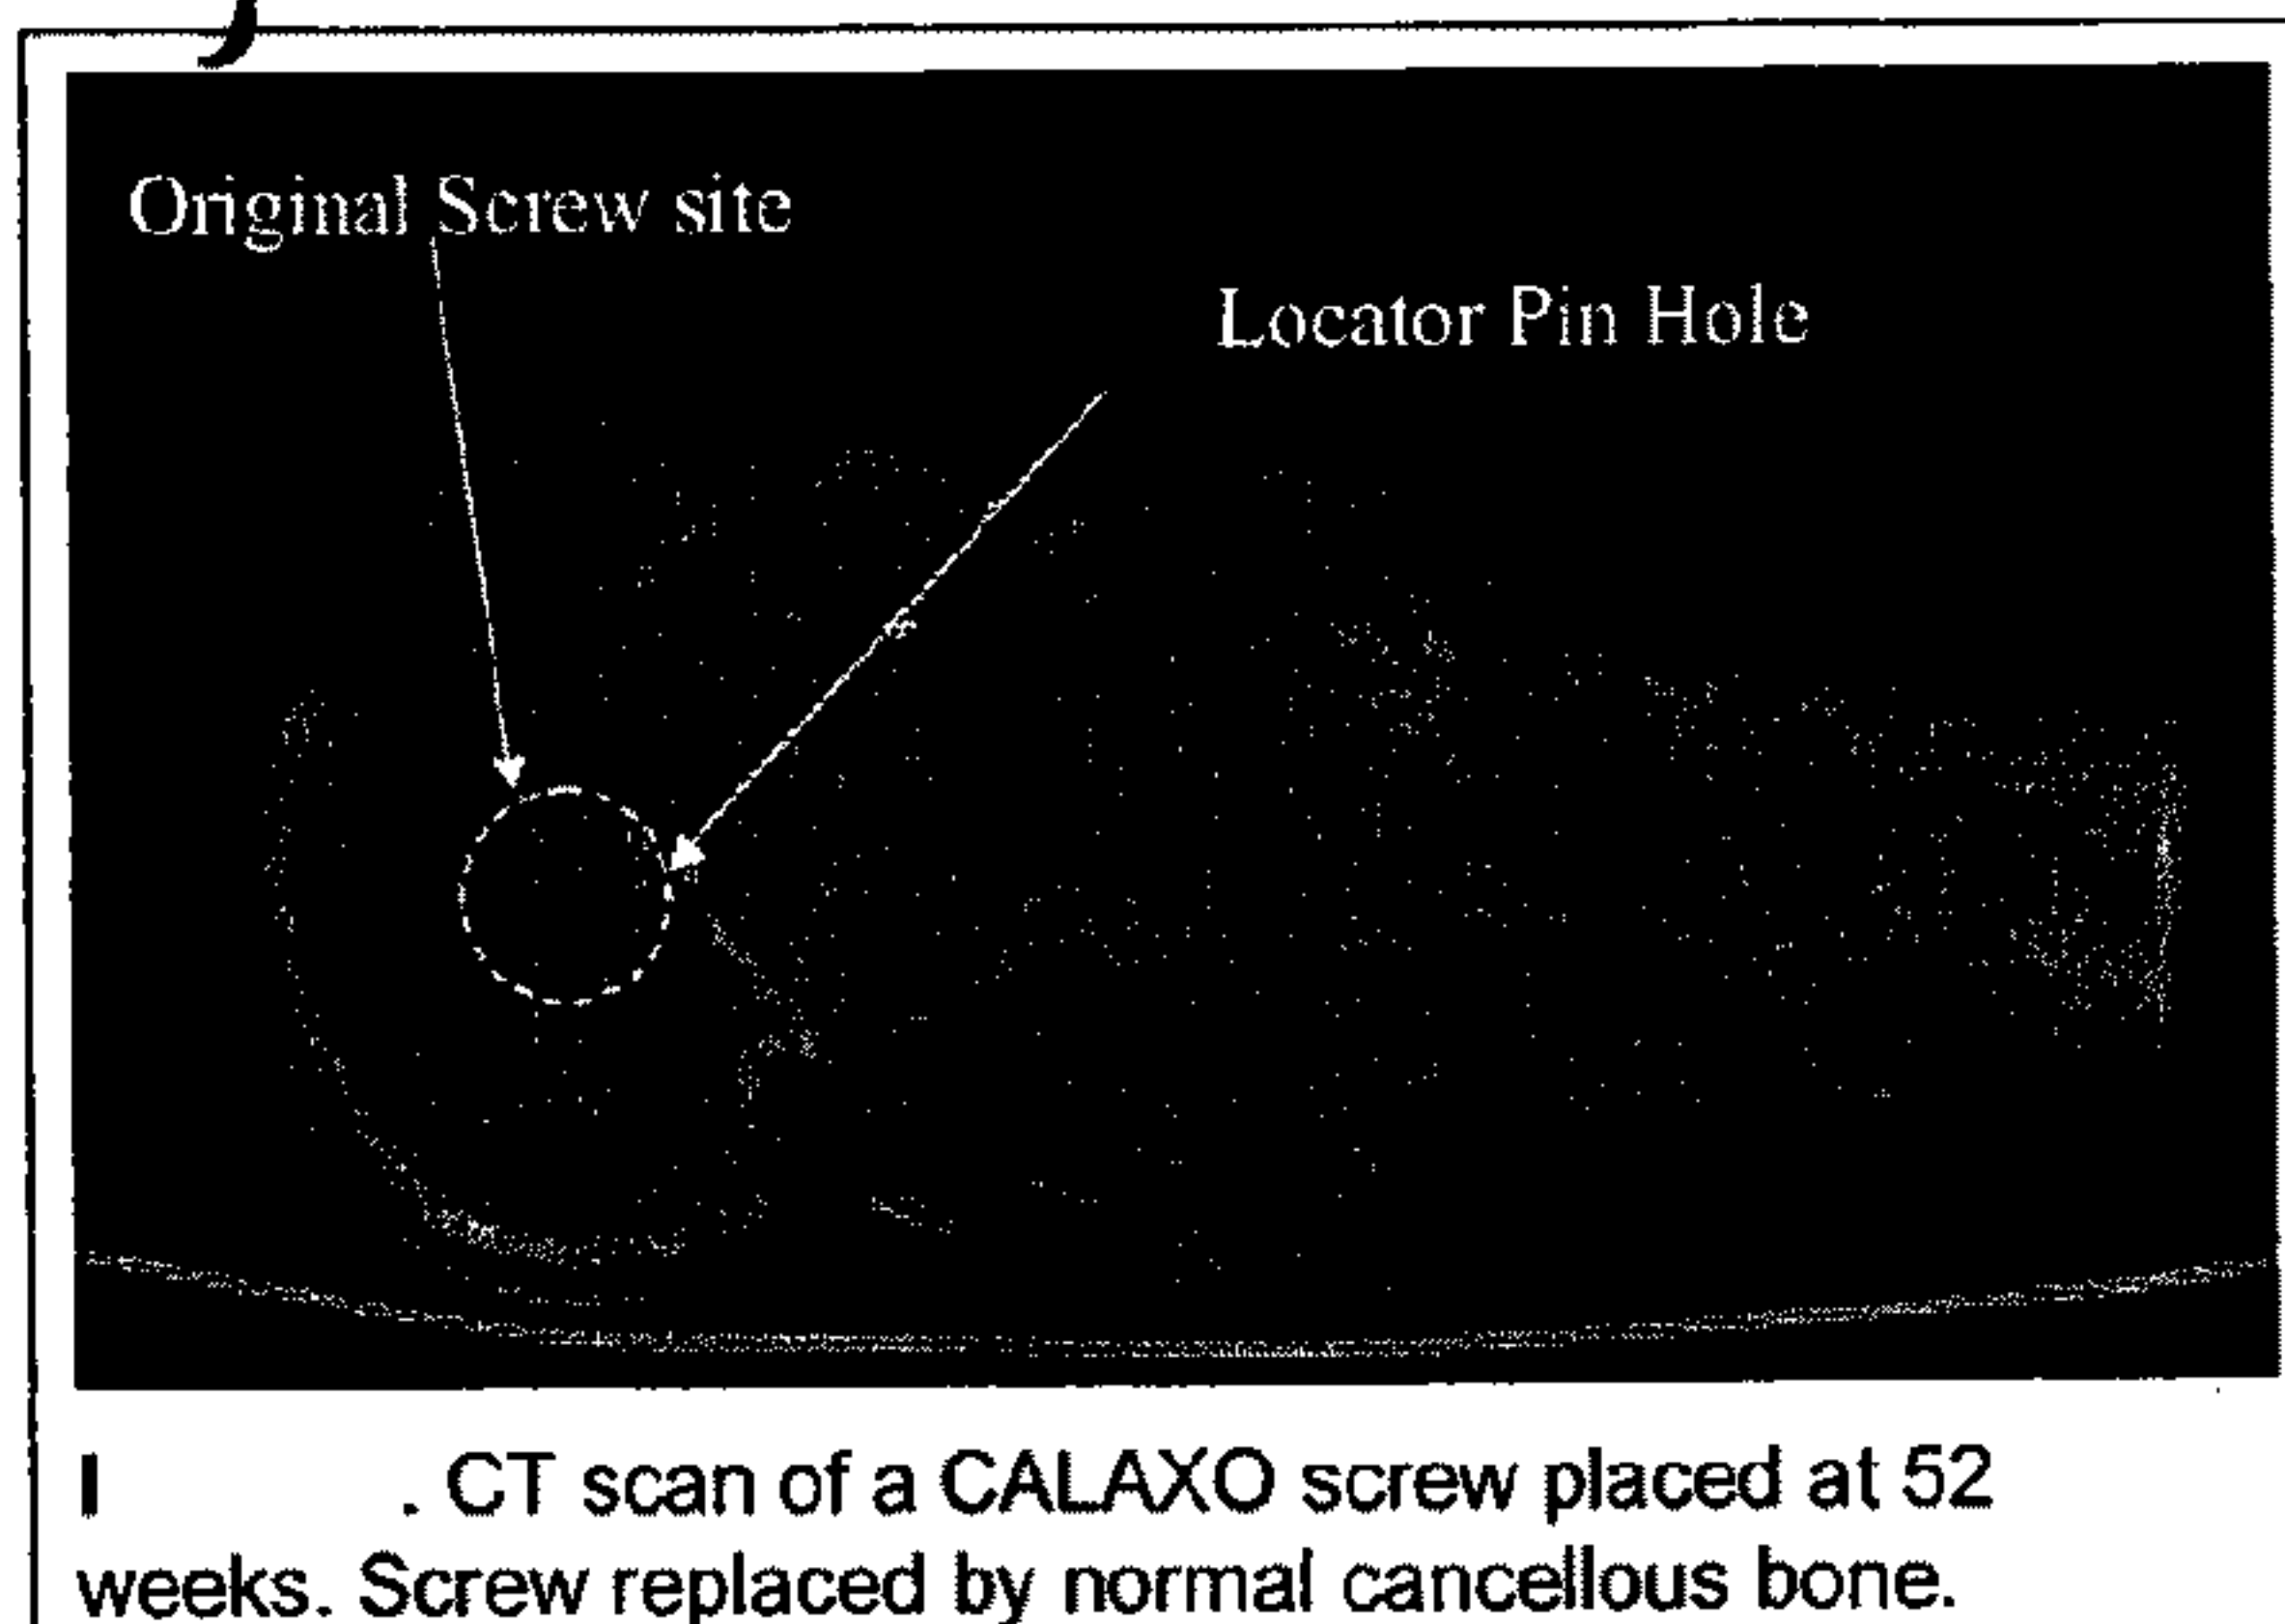 Original Screw site
Locator Pin Hole
. CT scan of a CALAXO screw placed at 52
weeks. Screw replaced by normal cancellous bone.